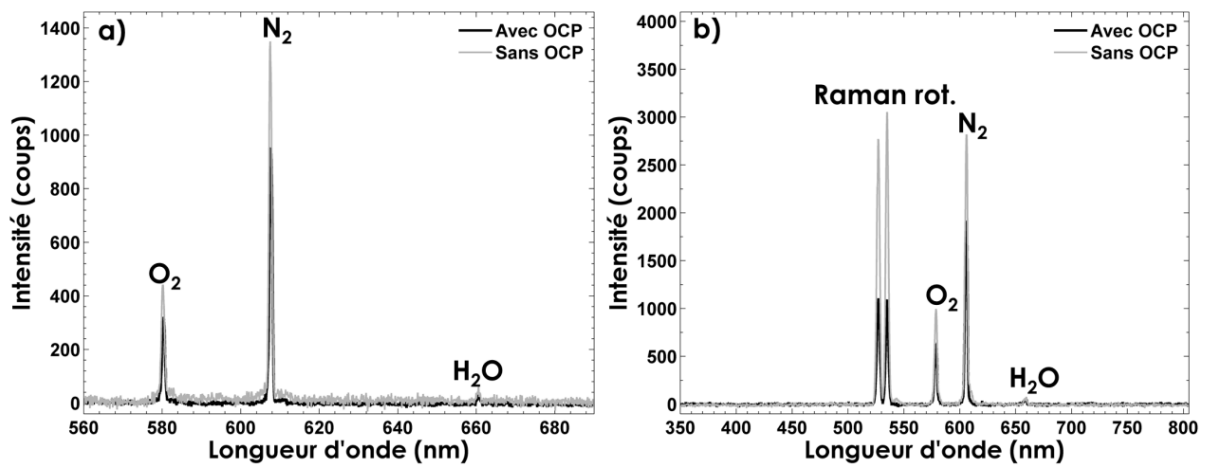 a)
N2
Avec OCP
Sans OCP
O2
H2O
Intensité (coups)
1400
1200
1000
800
600
400
200
0
560 580 600 620 640 660 680
Longueur d'onde (nm)
b)
Avec OCP
Sans OCP
Raman rot.
N2
O2
H2O
Intensité (coups)
4000
3500
3000
2500
2000
1500
1000
500
0
350 400 450 500 550 600 650 700 750 800
Longueur d'onde (nm)